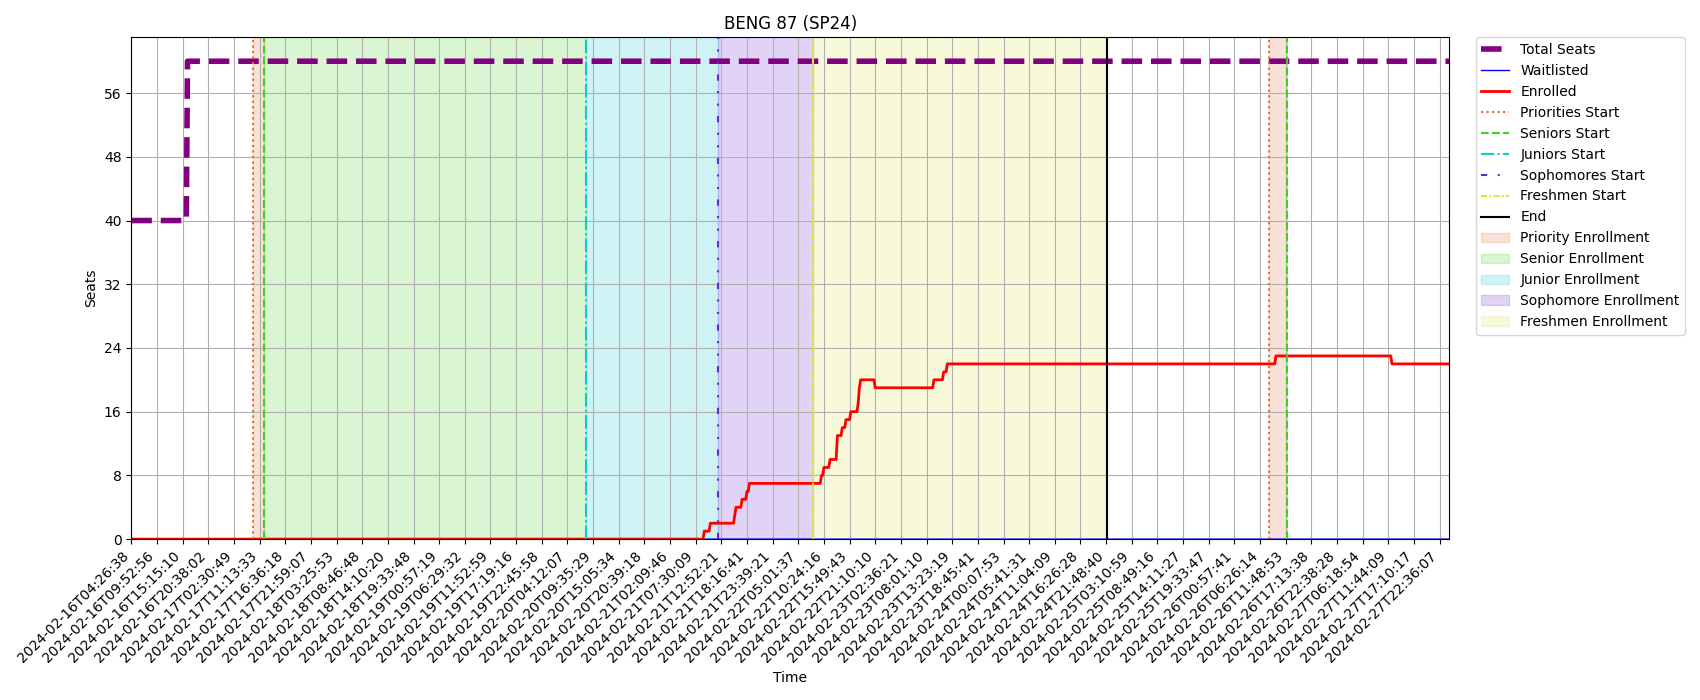 BENG 87 (SP24)
Total Seats
Waitlisted
Enrolled
Priorities Start
Seniors Start
Juniors Start
Sophomores Start
Freshmen Start
End
Priority Enrollment
Senior Enrollment
Junior Enrollment
Sophomore Enrollment
Freshmen Enrollment
Seats
56
48
40
32
24
16
8
0
2024-02-16T04:26:38
2024-02-16T09:52:56
2024-02-16T15:15:10
2024-02-16T20:38:02
2024-02-17T02:30:49
2024-02-17T11:13:33
2024-02-17T17:36:18
2024-02-17T21:59:07
2024-02-18T03:25:53
2024-02-18T08:46:48
2024-02-18T14:10:20
2024-02-18T19:33:48
2024-02-19T00:57:19
2024-02-19T06:29:32
2024-02-19T11:52:59
2024-02-19T17:19:16
2024-02-19T22:45:58
2024-02-20T04:12:07
2024-02-20T09:35:29
2024-02-20T15:05:34
2024-02-20T20:39:18
2024-02-21T02:09:46
2024-02-21T07:30:09
2024-02-21T12:52:21
2024-02-21T18:16:41
2024-02-21T23:39:21
2024-02-22T05:01:37
2024-02-22T10:24:16
2024-02-22T15:49:43
2024-02-22T21:10:10
2024-02-23T02:36:21
2024-02-23T08:01:10
2024-02-23T13:23:19
2024-02-23T18:45:41
2024-02-24T00:07:53
2024-02-24T05:41:31
2024-02-24T11:04:09
2024-02-24T16:26:28
2024-02-24T21:48:40
2024-02-25T03:10:59
2024-02-25T08:49:16
2024-02-25T14:11:27
2024-02-25T19:33:47
2024-02-26T00:57:41
2024-02-26T06:26:14
2024-02-26T11:48:53
2024-02-26T17:13:38
2024-02-26T22:38:28
2024-02-27T06:18:54
2024-02-27T11:44:09
2024-02-27T17:10:17
2024-02-27T22:36:07
Time